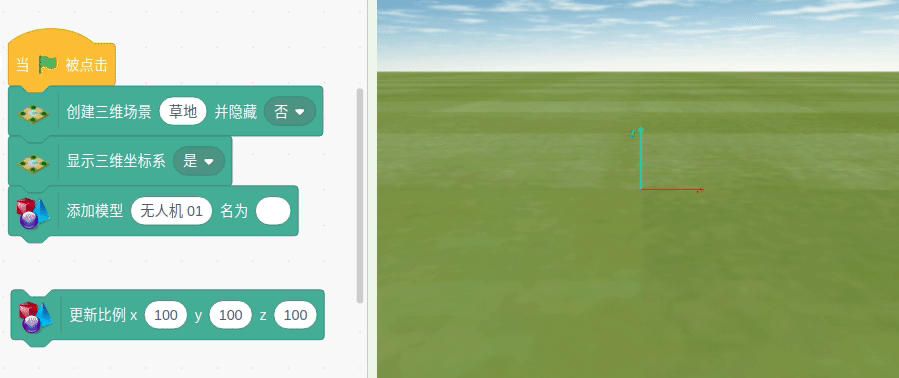 当 被点击
创建三维场景 草地 并隐藏 否
显示三维坐标系 是
添加模型 无人机 01 名为
更新比例 x 100 y 100 z 100